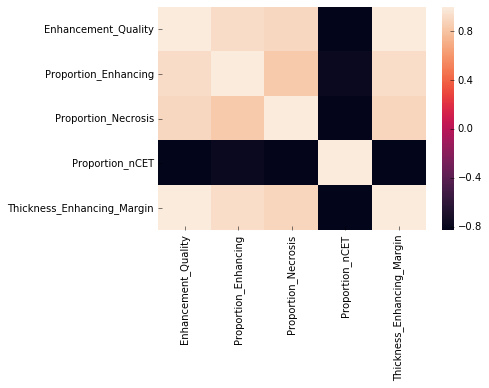 Enhancement_Quality
Proportion_Enhancing
Proportion_Necrosis
Proportion_nCET
Thickness_Enhancing_Margin
0.8
0.4
0.0
−0.4
−0.8
Enhancement_Quality
Proportion_Enhancing
Proportion_Necrosis
Proportion_nCET
Thickness_Enhancing_Margin